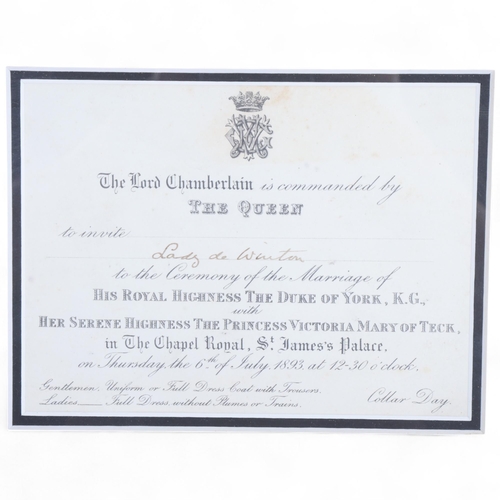 The Lord Chamberlain is commanded by
THE QUEEN
to invite
Lady de Winton
to the Ceremony of the Marriage of
HIS ROYAL HIGHNESS THE DUKE OF YORK, K.G.,
with
HER SERENE HIGHNESS THE PRINCESS VICTORIA MARY OF TECK,
in The Chapel Royal, St James's Palace,
on Thursday, the 6th of July, 1893, at 12-30 o'clock.
Gentlemen, Uniform or Full Dress Coat with Trousers.
Ladies Full Dress, without Plumes or Trains. Collar Day.